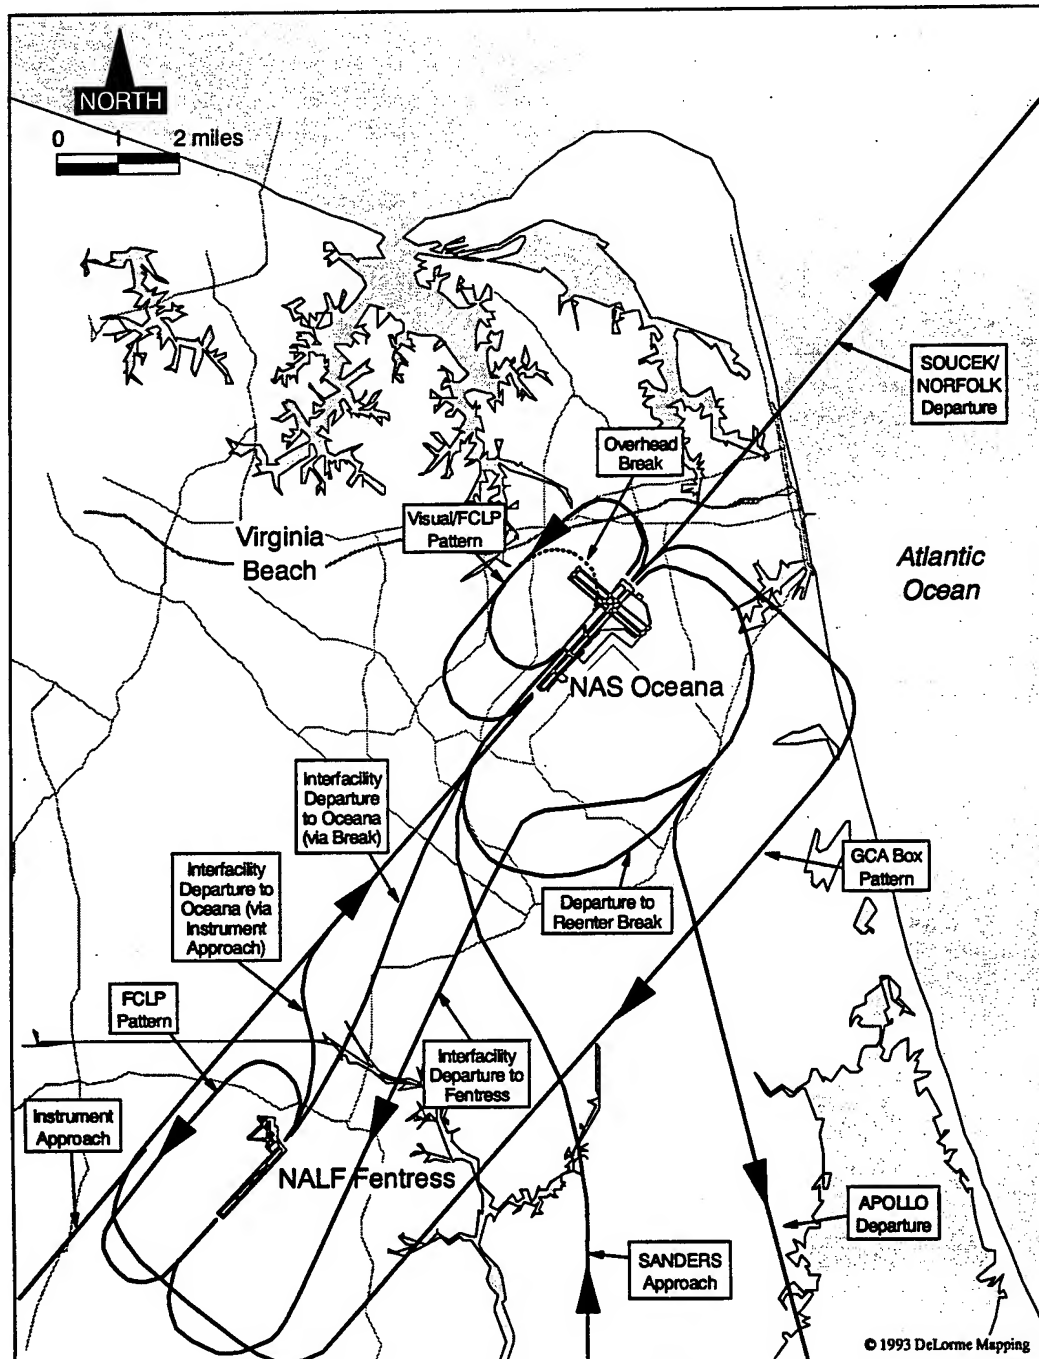 NORTH
0 1 2 miles
SOUCEK/
NORFOLK
Departure
Overhead
Break
Visual/FCLP
Pattern
Virginia
Beach
Atlantic
Ocean
NAS Oceana
Interfacility
Departure
to Oceana
(via Break)
GCA Box
Pattern
Interfacility
Departure to
Oceana (via
Instrument
Approach)
Departure to
Reenter Break
FCLP
Pattern
Interfacility
Departure to
Fentress
Instrument
Approach
NALF Fentress
APOLLO
Departure
SANDERS
Approach
© 1993 DeLorme Mapping